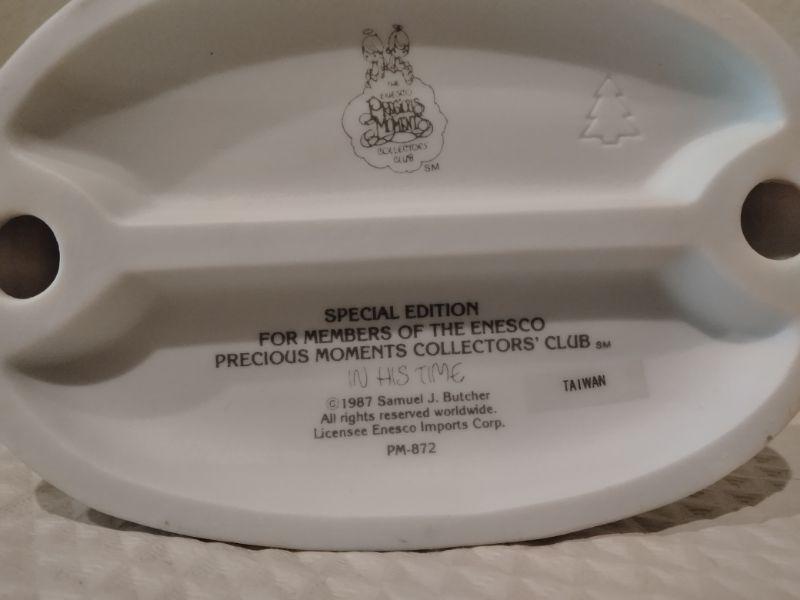 THE
ENESCO
PRECIOUS
MOMENTS
COLLECTORS
CLUB
SM
SPECIAL EDITION
FOR MEMBERS OF THE ENESCO
PRECIOUS MOMENTS COLLECTORS' CLUB SM
IN HIS TIME
TAIWAN
©1987 Samuel J. Butcher
All rights reserved worldwide.
Licensee Enesco Imports Corp.
PM-872